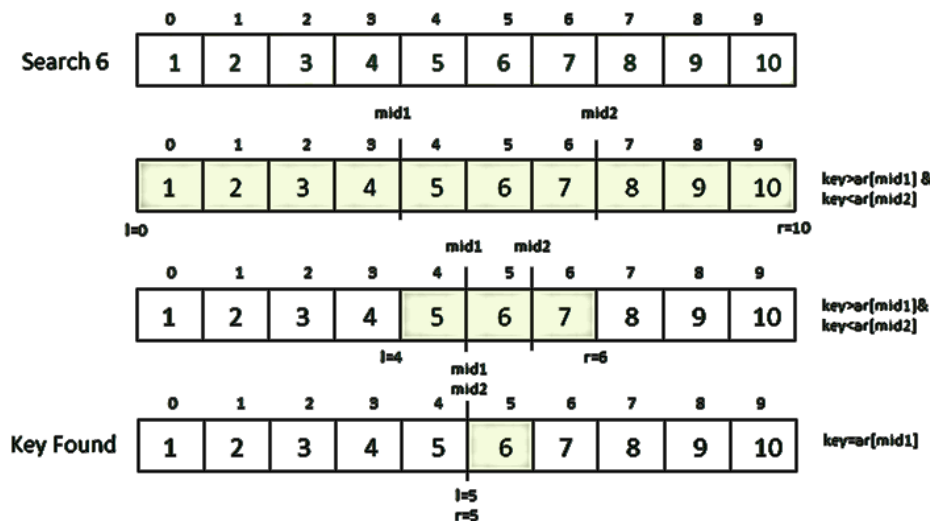 0 1 2 3 4 5 6 7 8 9
Search 6 1 2 3 4 5 6 7 8 9 10
mid1 mid2
0 1 2 3 4 5 6 7 8 9
1 2 3 4 5 6 7 8 9 10
key>ar[mid1] &
key<ar[mid2]
l=0 r=10
mid1 mid2
0 1 2 3 4 5 6 7 8 9
1 2 3 4 5 6 7 8 9 10
key>ar[mid1]&
key<ar[mid2]
l=4 r=6
mid1
mid2
0 1 2 3 4 5 6 7 8 9
Key Found 1 2 3 4 5 6 7 8 9 10 key=ar[mid1]
l=5
r=5